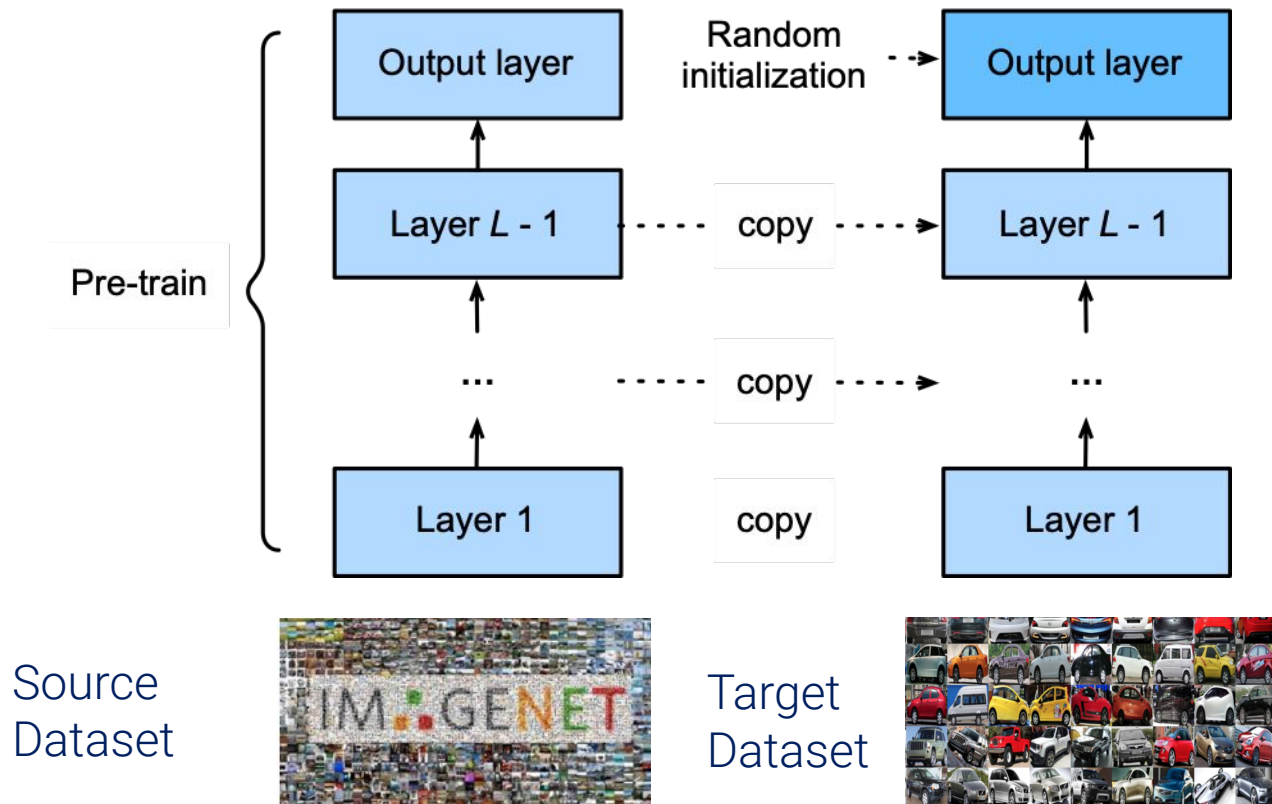 Output layer
Random
initialization
Output layer
Layer L - 1
copy
Layer L - 1
Pre-train
...
copy
...
Layer 1
copy
Layer 1
Source
Dataset
IMAGENET
Target
Dataset